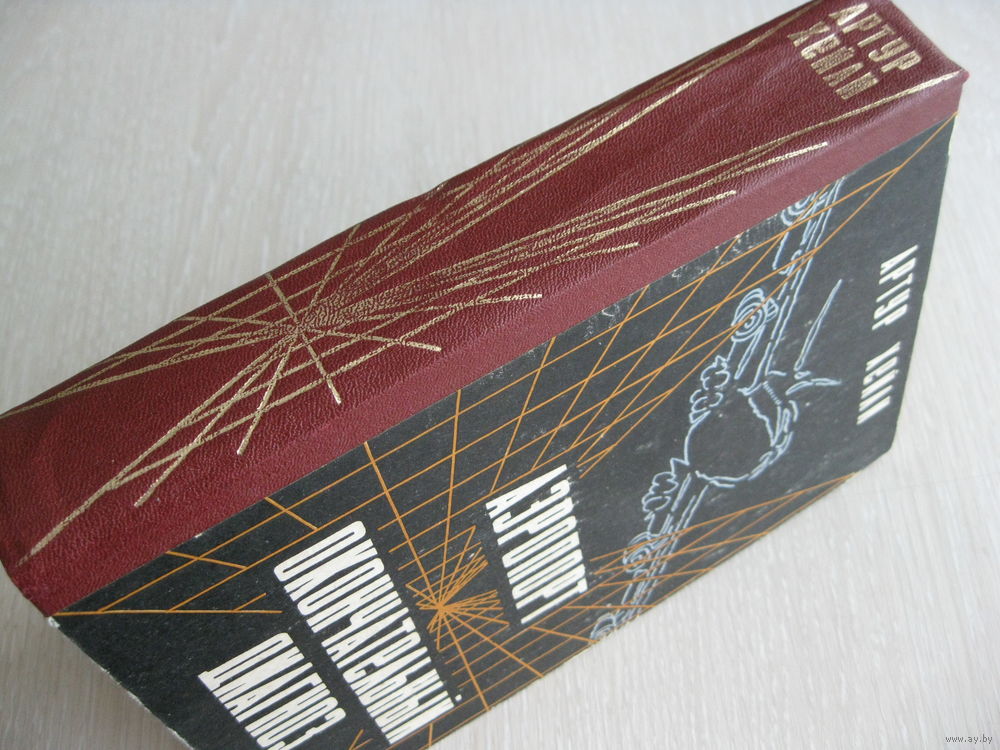 АРТУР
ХЕЙЛИ
АРТУР ХЕЙЛИ
АЭРОПОРТ
ОКОНЧАТЕЛЬНЫЙ
ДИАГНОЗ
www.ay.by